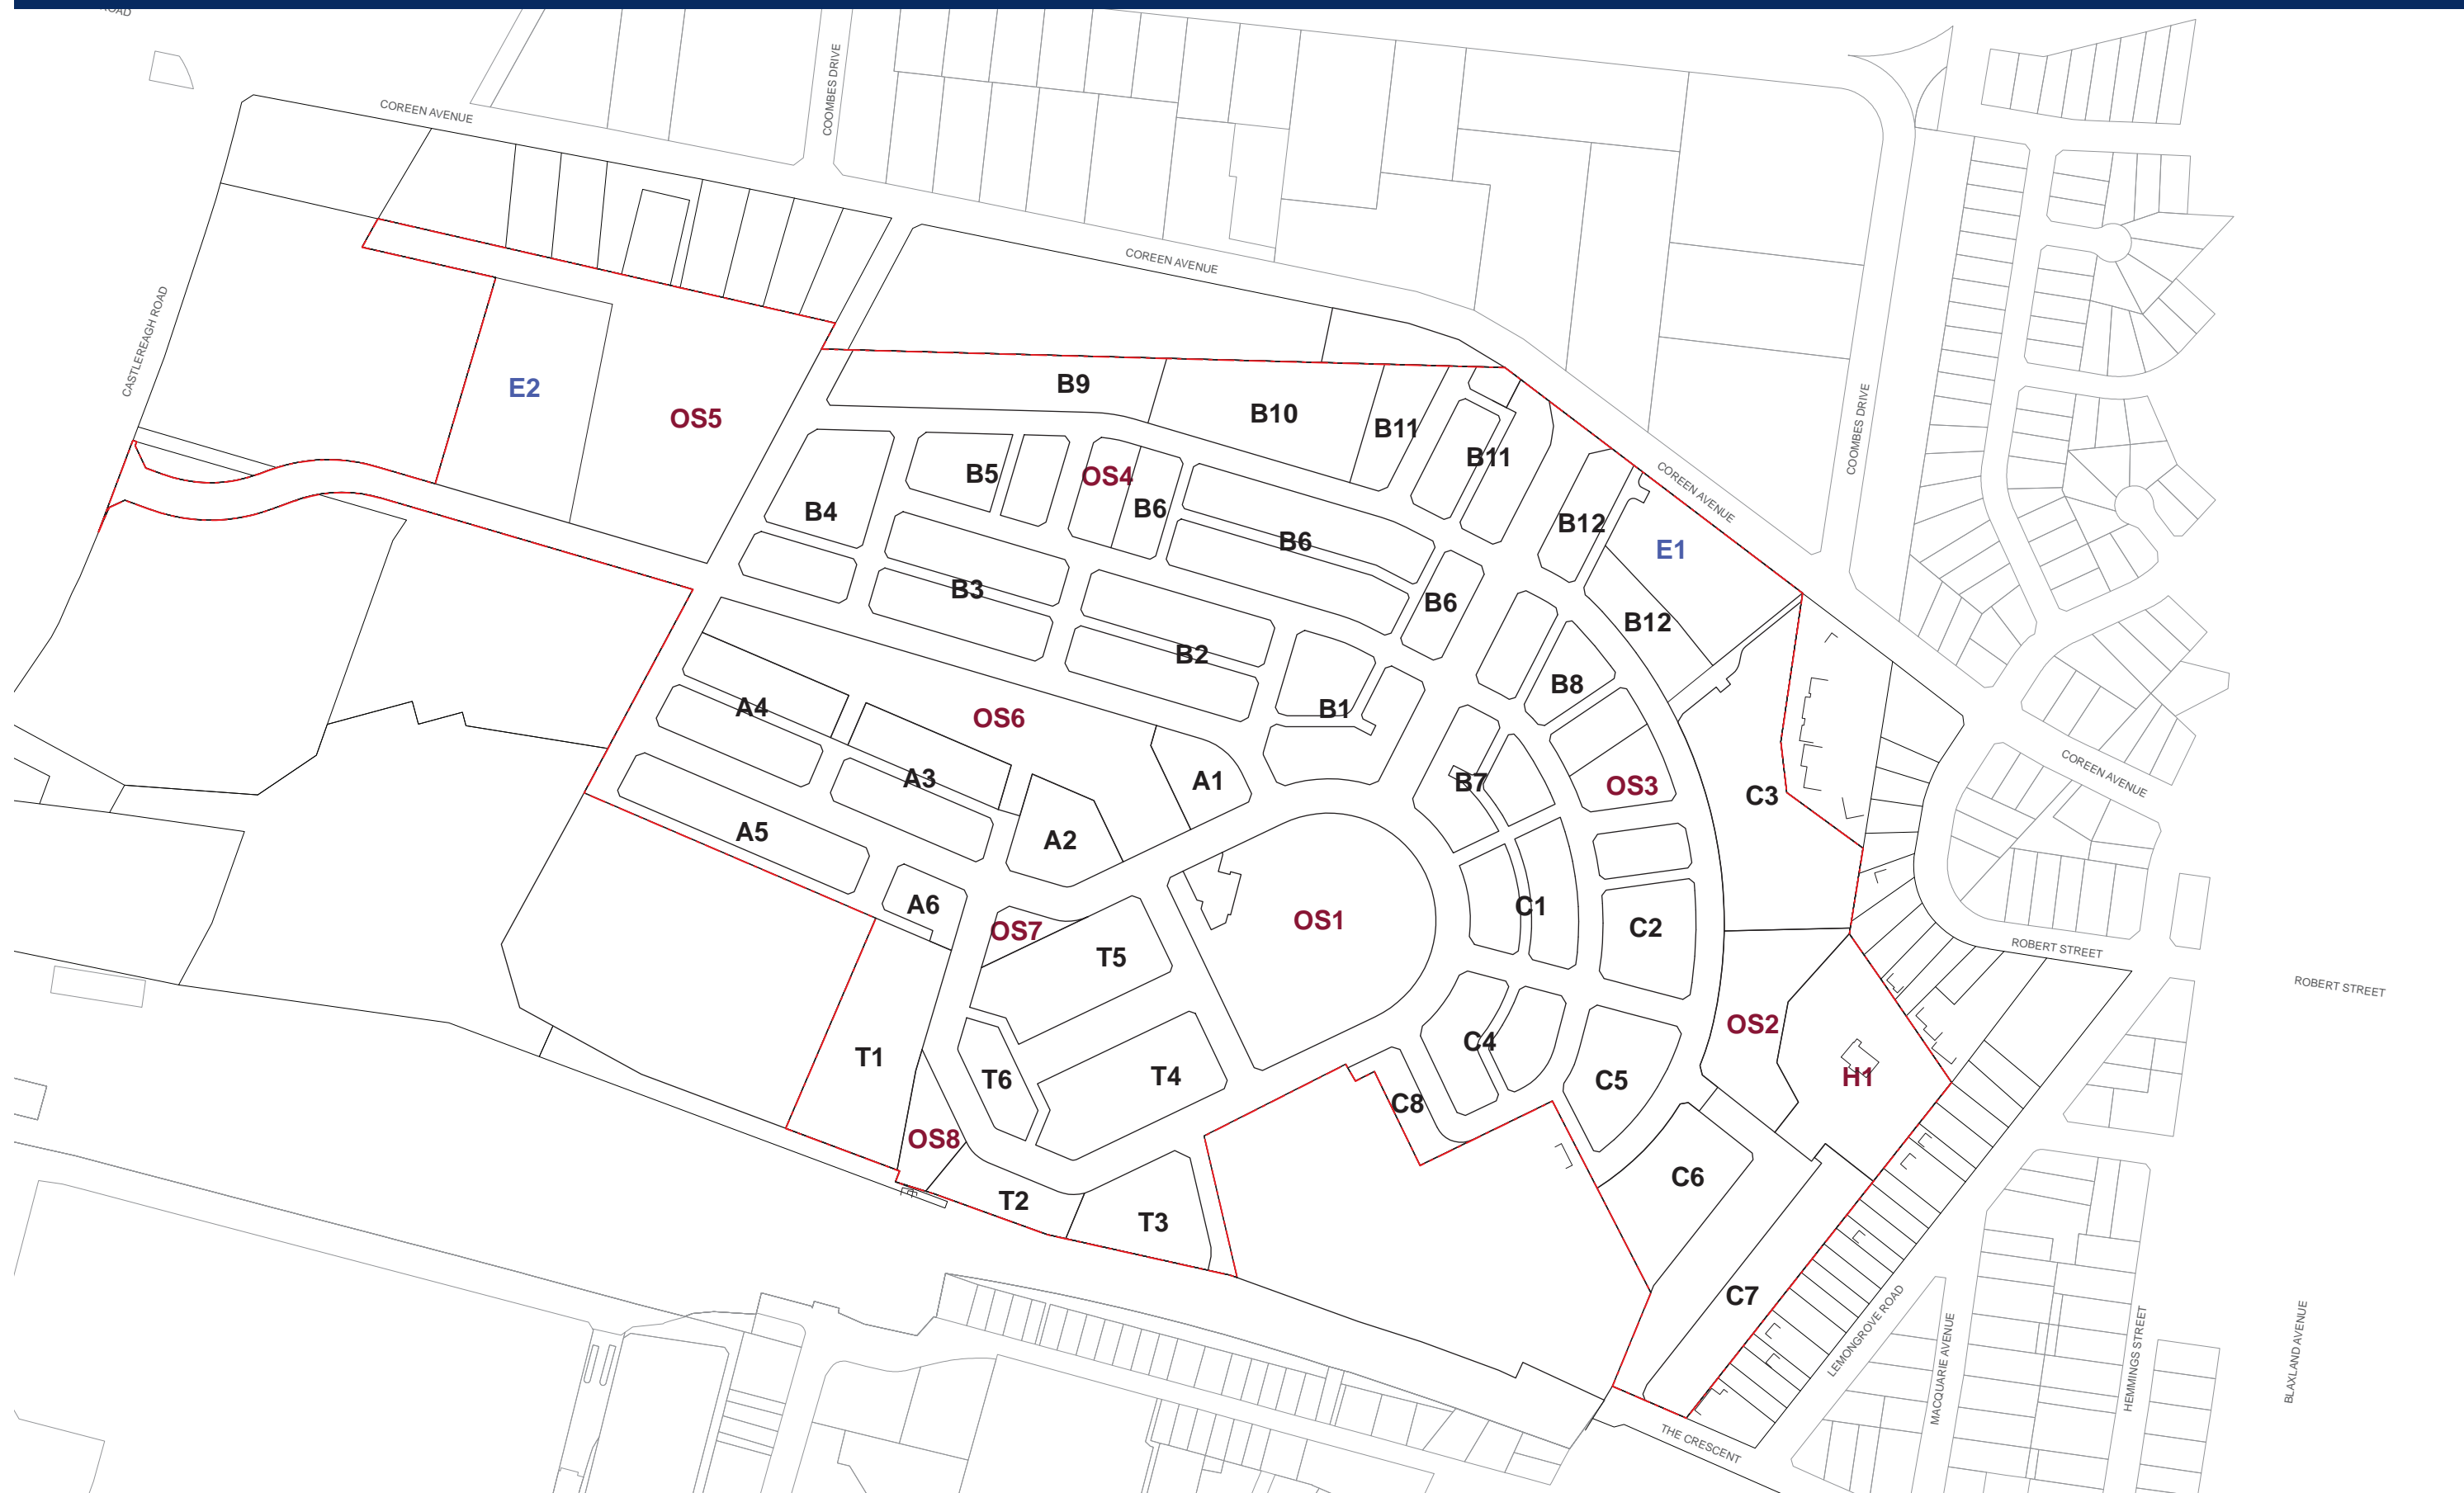 ROAD
COOMBES DRIVE
COREEN AVENUE
COREEN AVENUE
CASTLEREAGH ROAD
E2
OS5
B9
B10
B11
B11
COOMBES DRIVE
COREEN AVENUE
B5
OS4
B6
B4
B12
B6
E1
B3
B6
B12
B2
B8
A4
OS6
B1
A3
A1
B7
OS3
C3
COREEN AVENUE
A5
A2
A6
C1
OS7
OS1
C2
T5
ROBERT STREET
ROBERT STREET
OS2
C4
T1
T6
T4
C5
H1
C8
OS8
C6
T2
T3
C7
LEMONGROVE ROAD
MACQUARIE AVENUE
HEMMINGS STREET
BLAXLAND AVENUE
THE CRESCENT